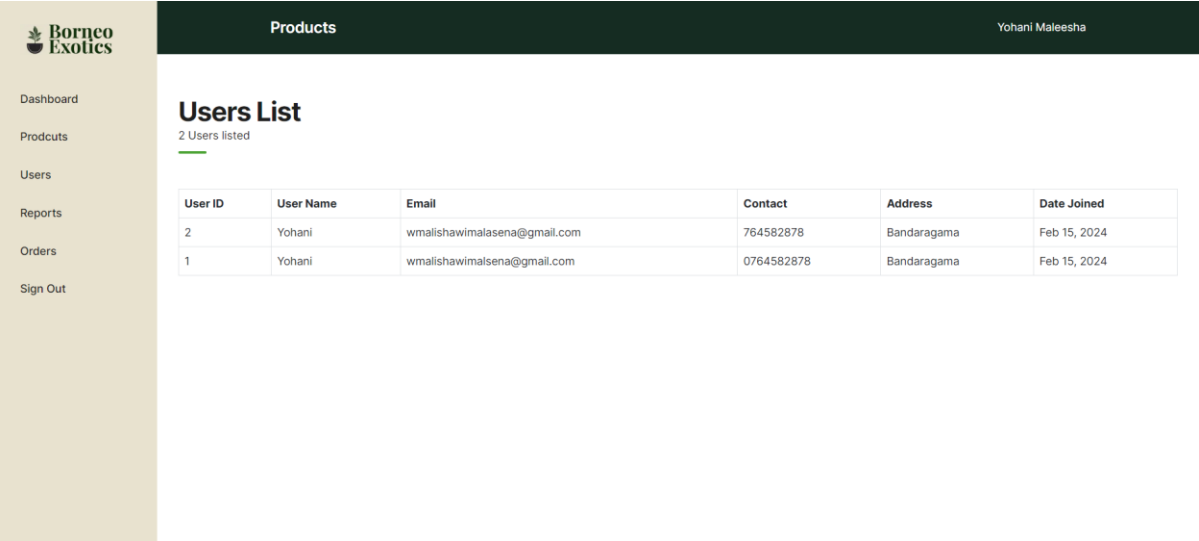 Borneo
Exotics
Products
Yohani Maleesha
Dashboard
Prodcuts
Users
Reports
Orders
Sign Out
Users List
2 Users listed
User ID User Name Email Contact Address Date Joined
2 Yohani wmalishawimalasena@gmail.com 764582878 Bandaragama Feb 15, 2024
1 Yohani wmalishawimalsena@gmail.com 0764582878 Bandaragama Feb 15, 2024